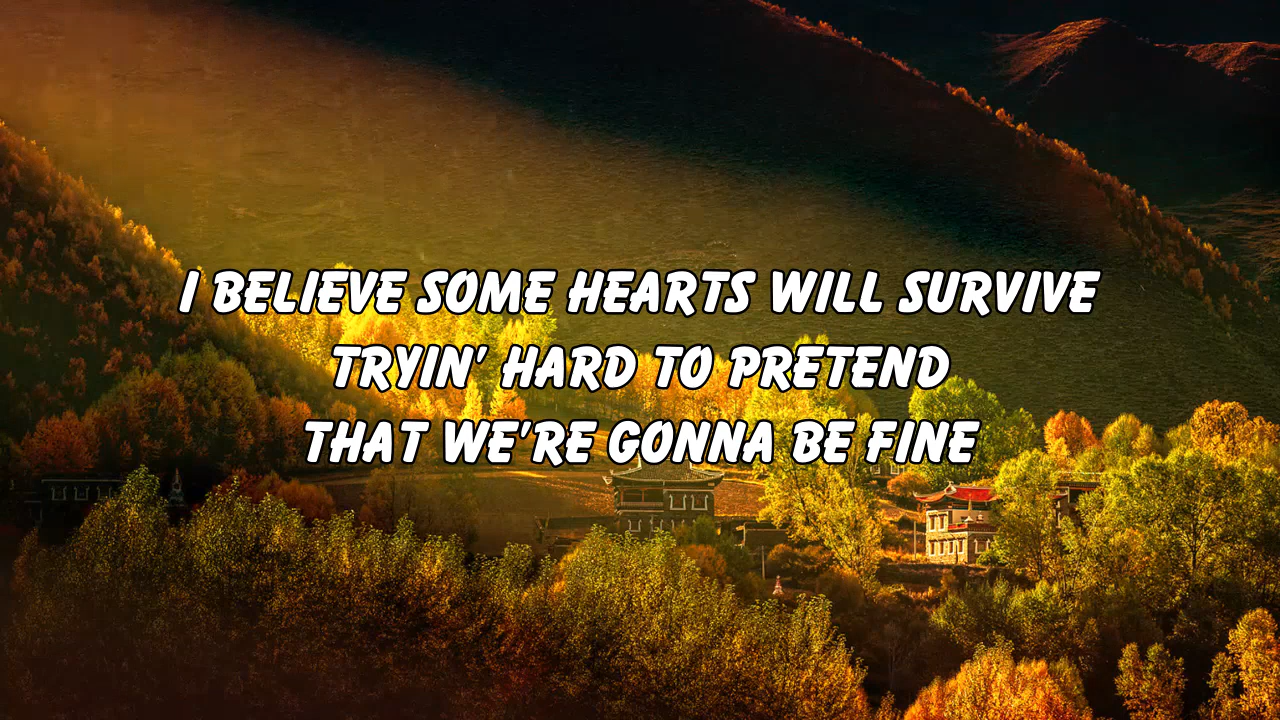 I BELIEVE SOME HEARTS WILL SURVIVE
TRYIN' HARD TO PRETEND
THAT WE'RE GONNA BE FINE